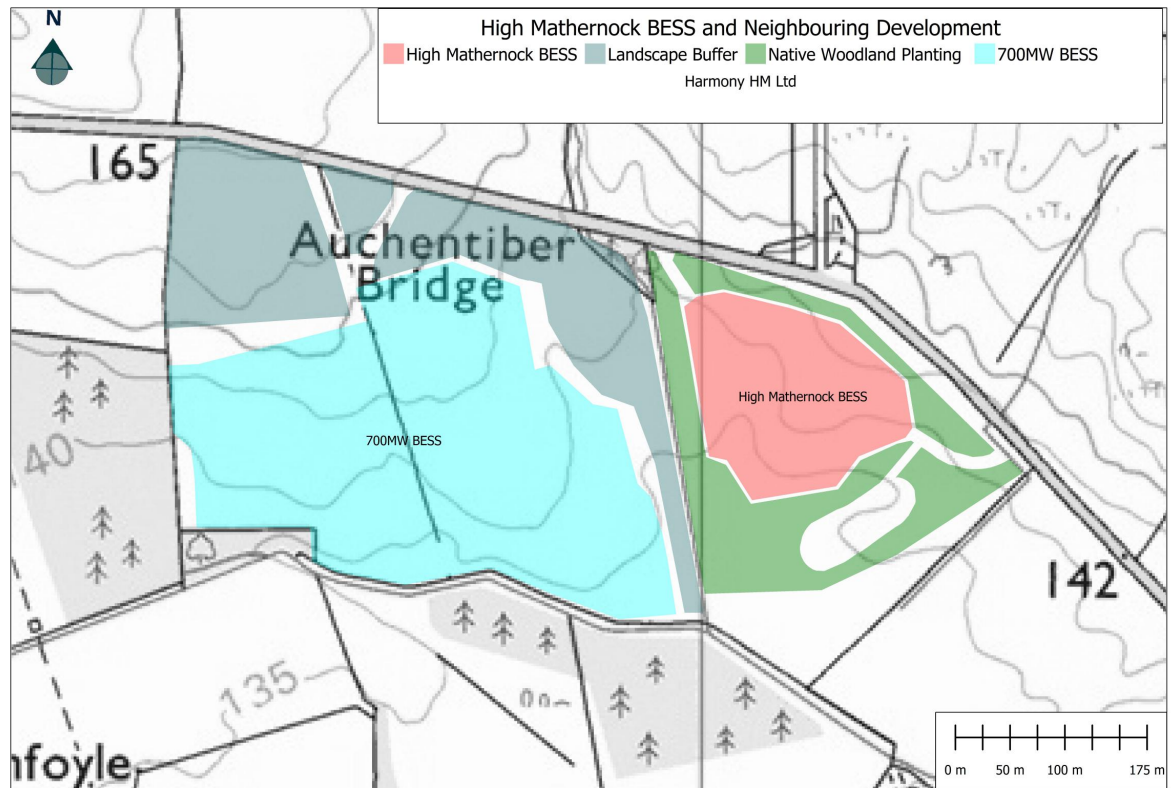 N
High Mathernock BESS and Neighbouring Development
High Mathernock BESS Landscape Buffer Native Woodland Planting 700MW BESS
Harmony HM Ltd
165
Auchentiber
Bridge
High Mathernock BESS
700MW BESS
40
142
135
nfoyle
0 m 50 m 100 m 175 m